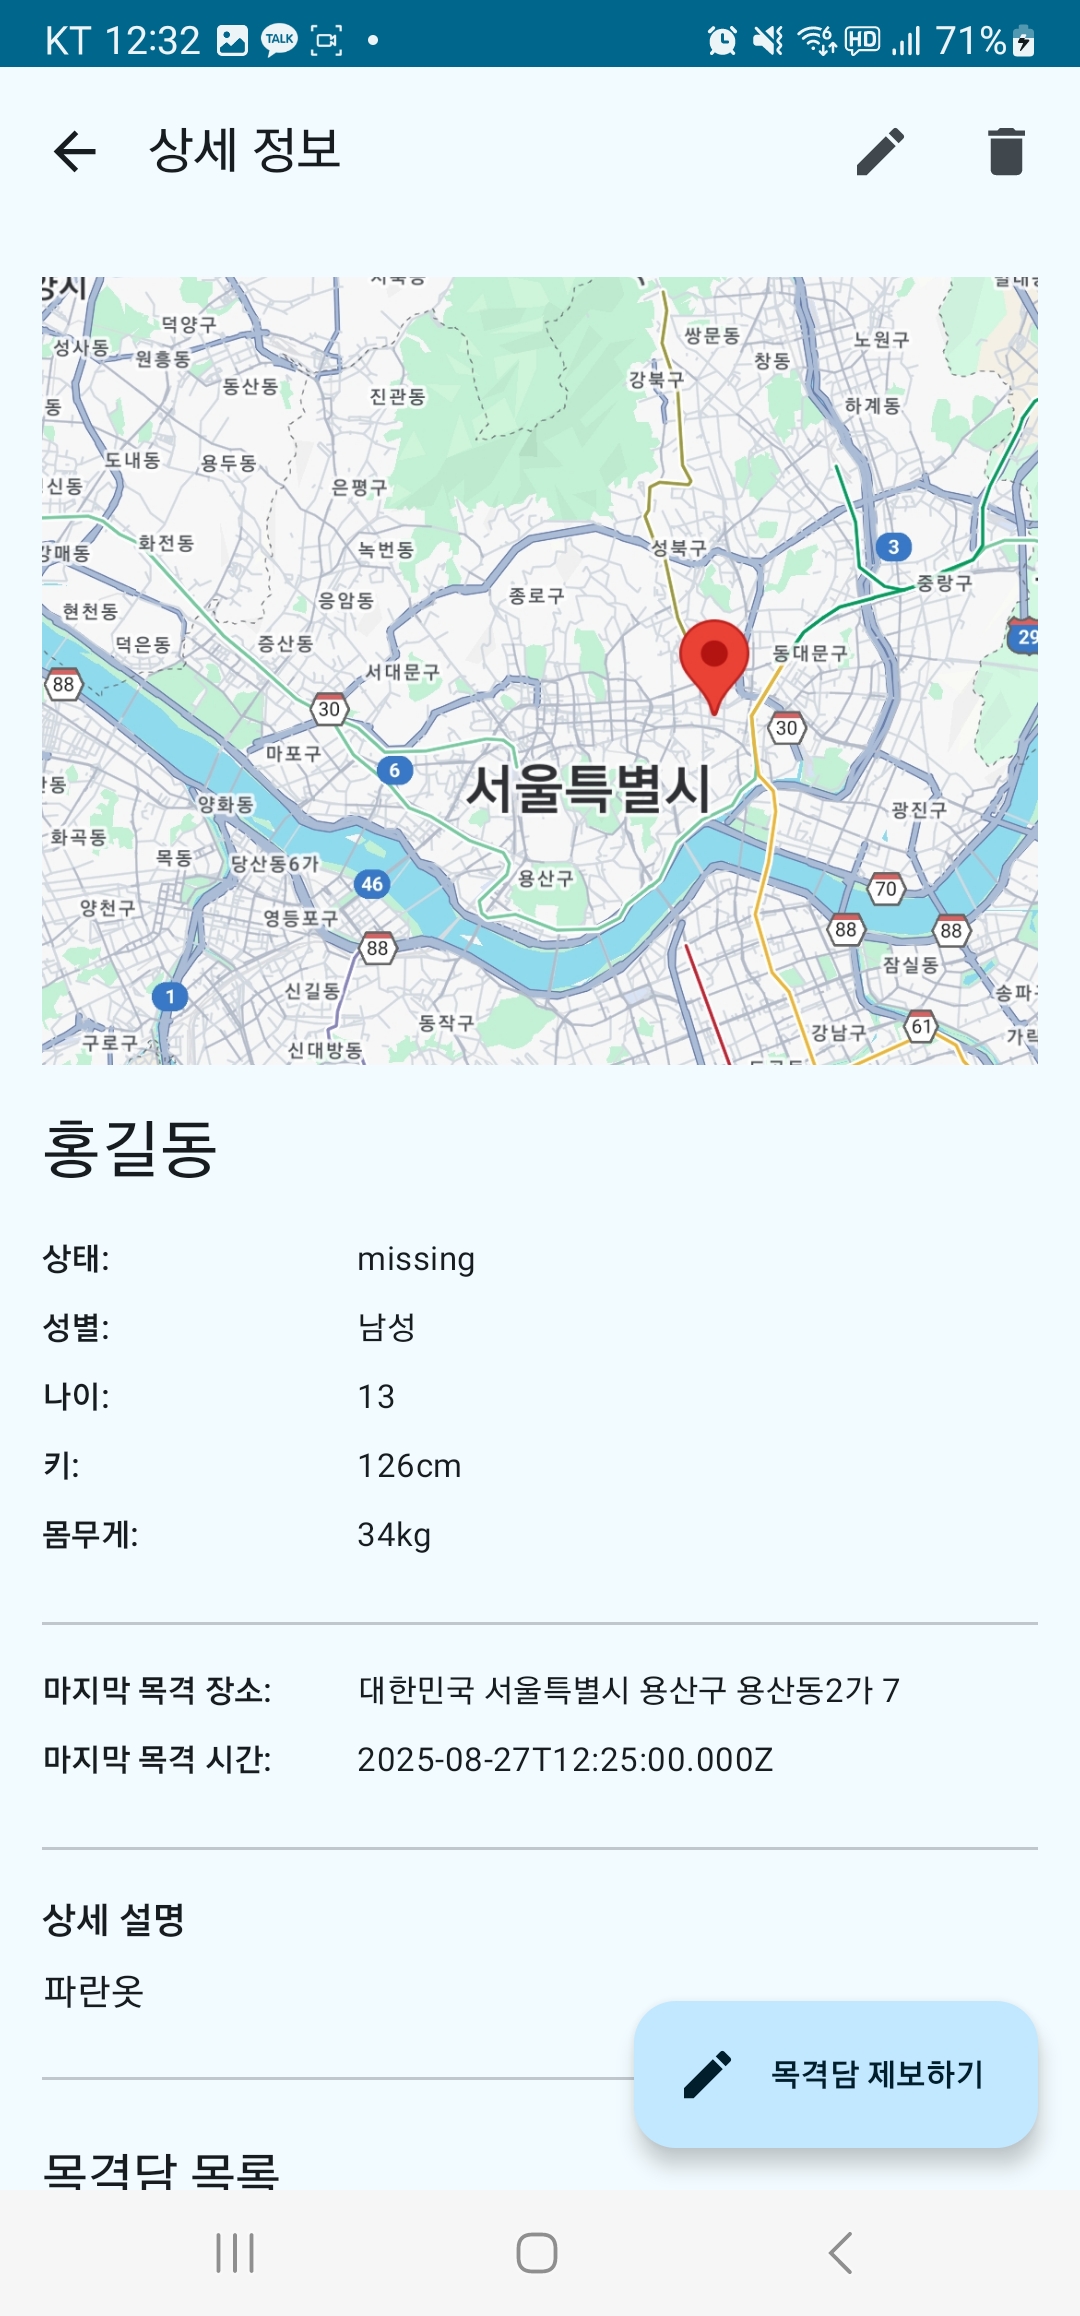 KT 12:32 TALK HD 71%
상세 정보
덕양구
쌍문동
노원구
성사동
원흥동
창동
동산동
진관동
강북구
하계동
동
도내동
용두동
은평구
신동
화전동
녹번동
성북구
3
중랑구
현천동
응암동
종로구
덕은동
증산동
서대문구
동대문구
29
88
30
30
마포구
6
서울특별시
양화동
광진구
화곡동
목동
당산동6가
용산구
70
46
양천구
영등포구
88
88
88
잠실동
1
신길동
동작구
강남구
61
구로구
신대방동
홍길동
상태: missing
성별: 남성
나이: 13
키: 126cm
몸무게: 34kg
마지막 목격 장소: 대한민국 서울특별시 용산구 용산동2가 7
마지막 목격 시간: 2025-08-27T12:25:00.000Z
상세 설명
파란옷
목격담 제보하기
목격담 목록